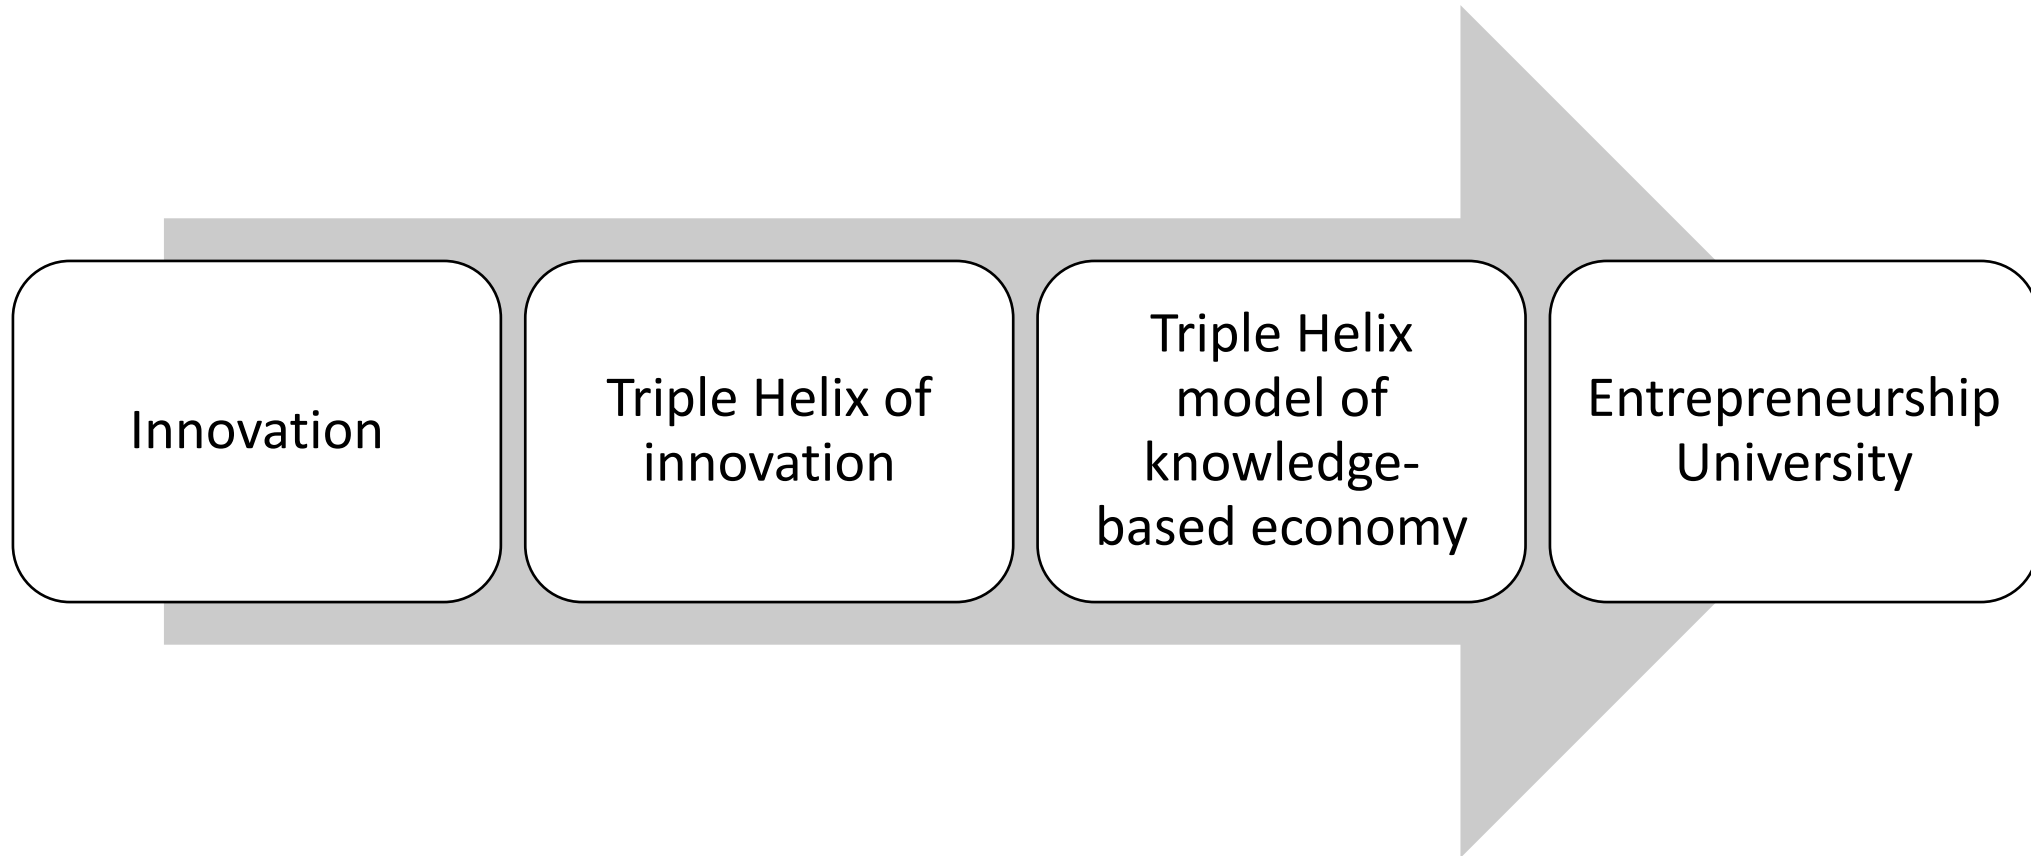 Innovation
Triple Helix of
innovation
Triple Helix
model of
knowledge-
based economy
Entrepreneurship
University